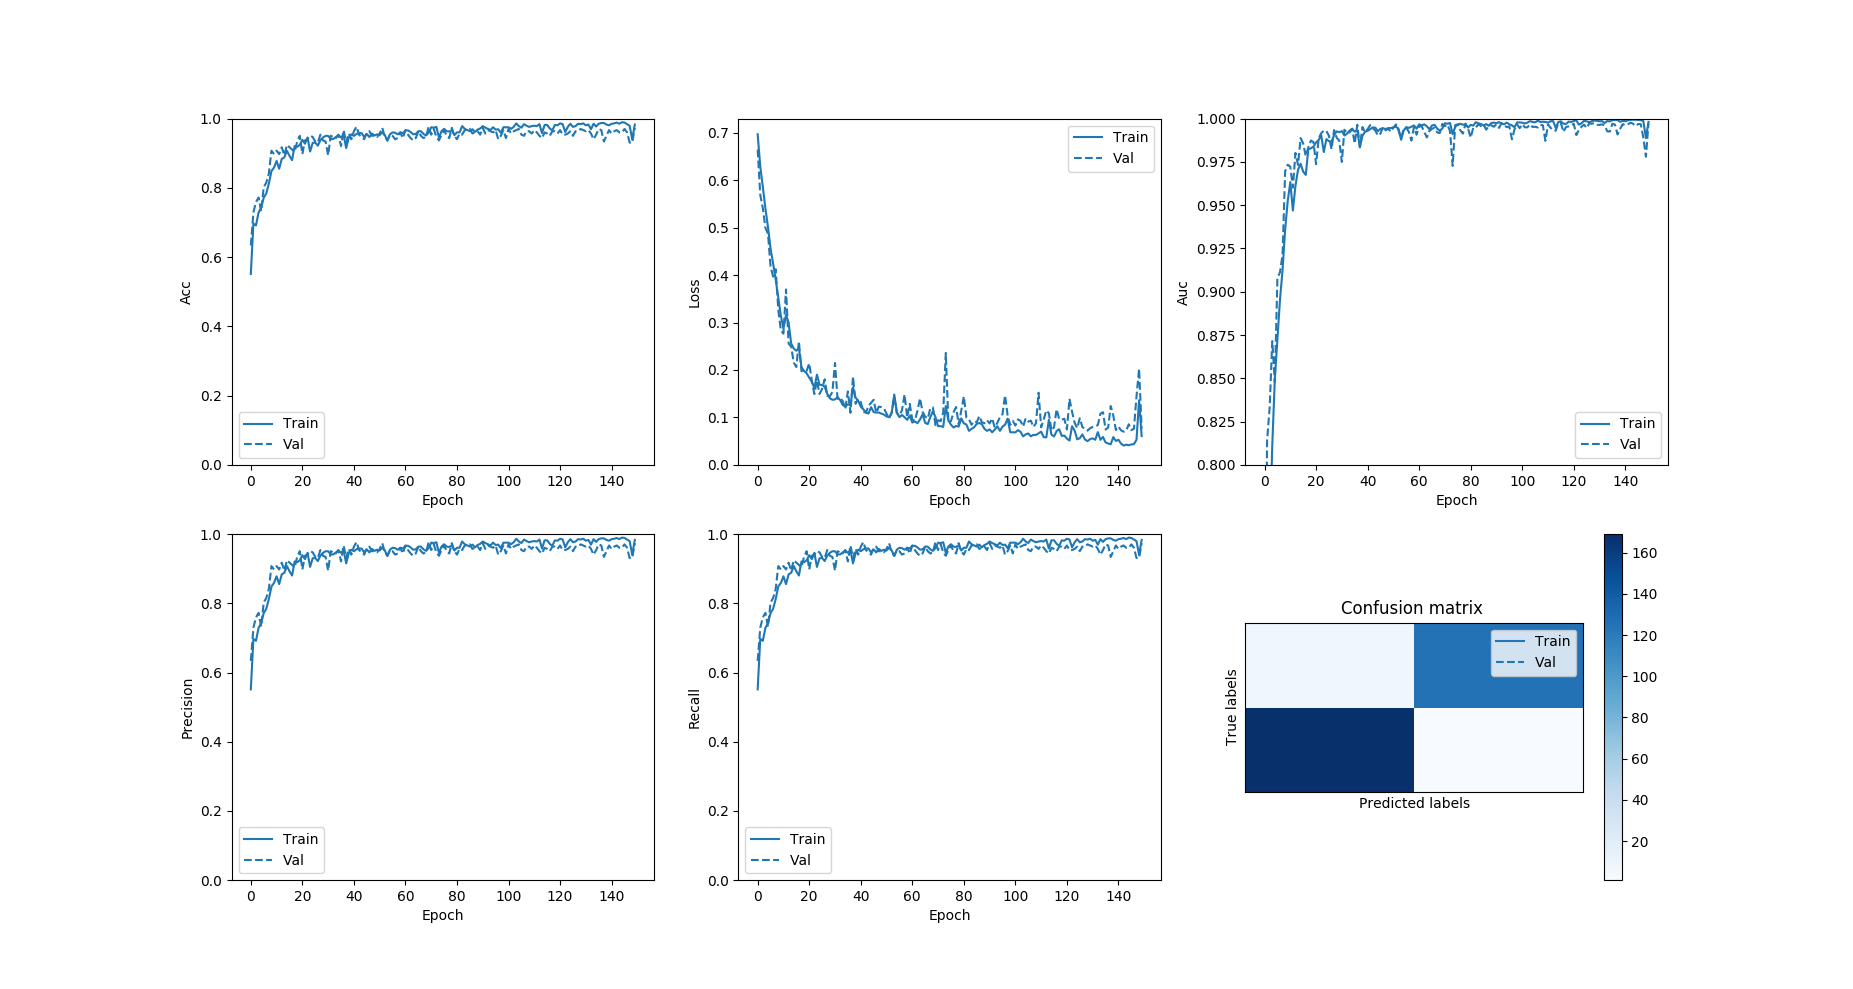 1.0
0.8
0.6
0.4
0.2
0.0
Acc
Train
Val
0 20 40 60 80 100 120 140
Epoch
0.7
0.6
0.5
0.4
0.3
0.2
0.1
0.0
Loss
Train
Val
0 20 40 60 80 100 120 140
Epoch
1.000
0.975
0.950
0.925
0.900
0.875
0.850
0.825
0.800
Auc
Train
Val
0 20 40 60 80 100 120 140
Epoch
1.0
0.8
0.6
0.4
0.2
0.0
Precision
Train
Val
0 20 40 60 80 100 120 140
Epoch
1.0
0.8
0.6
0.4
0.2
0.0
Recall
Train
Val
0 20 40 60 80 100 120 140
Epoch
Confusion matrix
Train
Val
True labels
Predicted labels
160
140
120
100
80
60
40
20